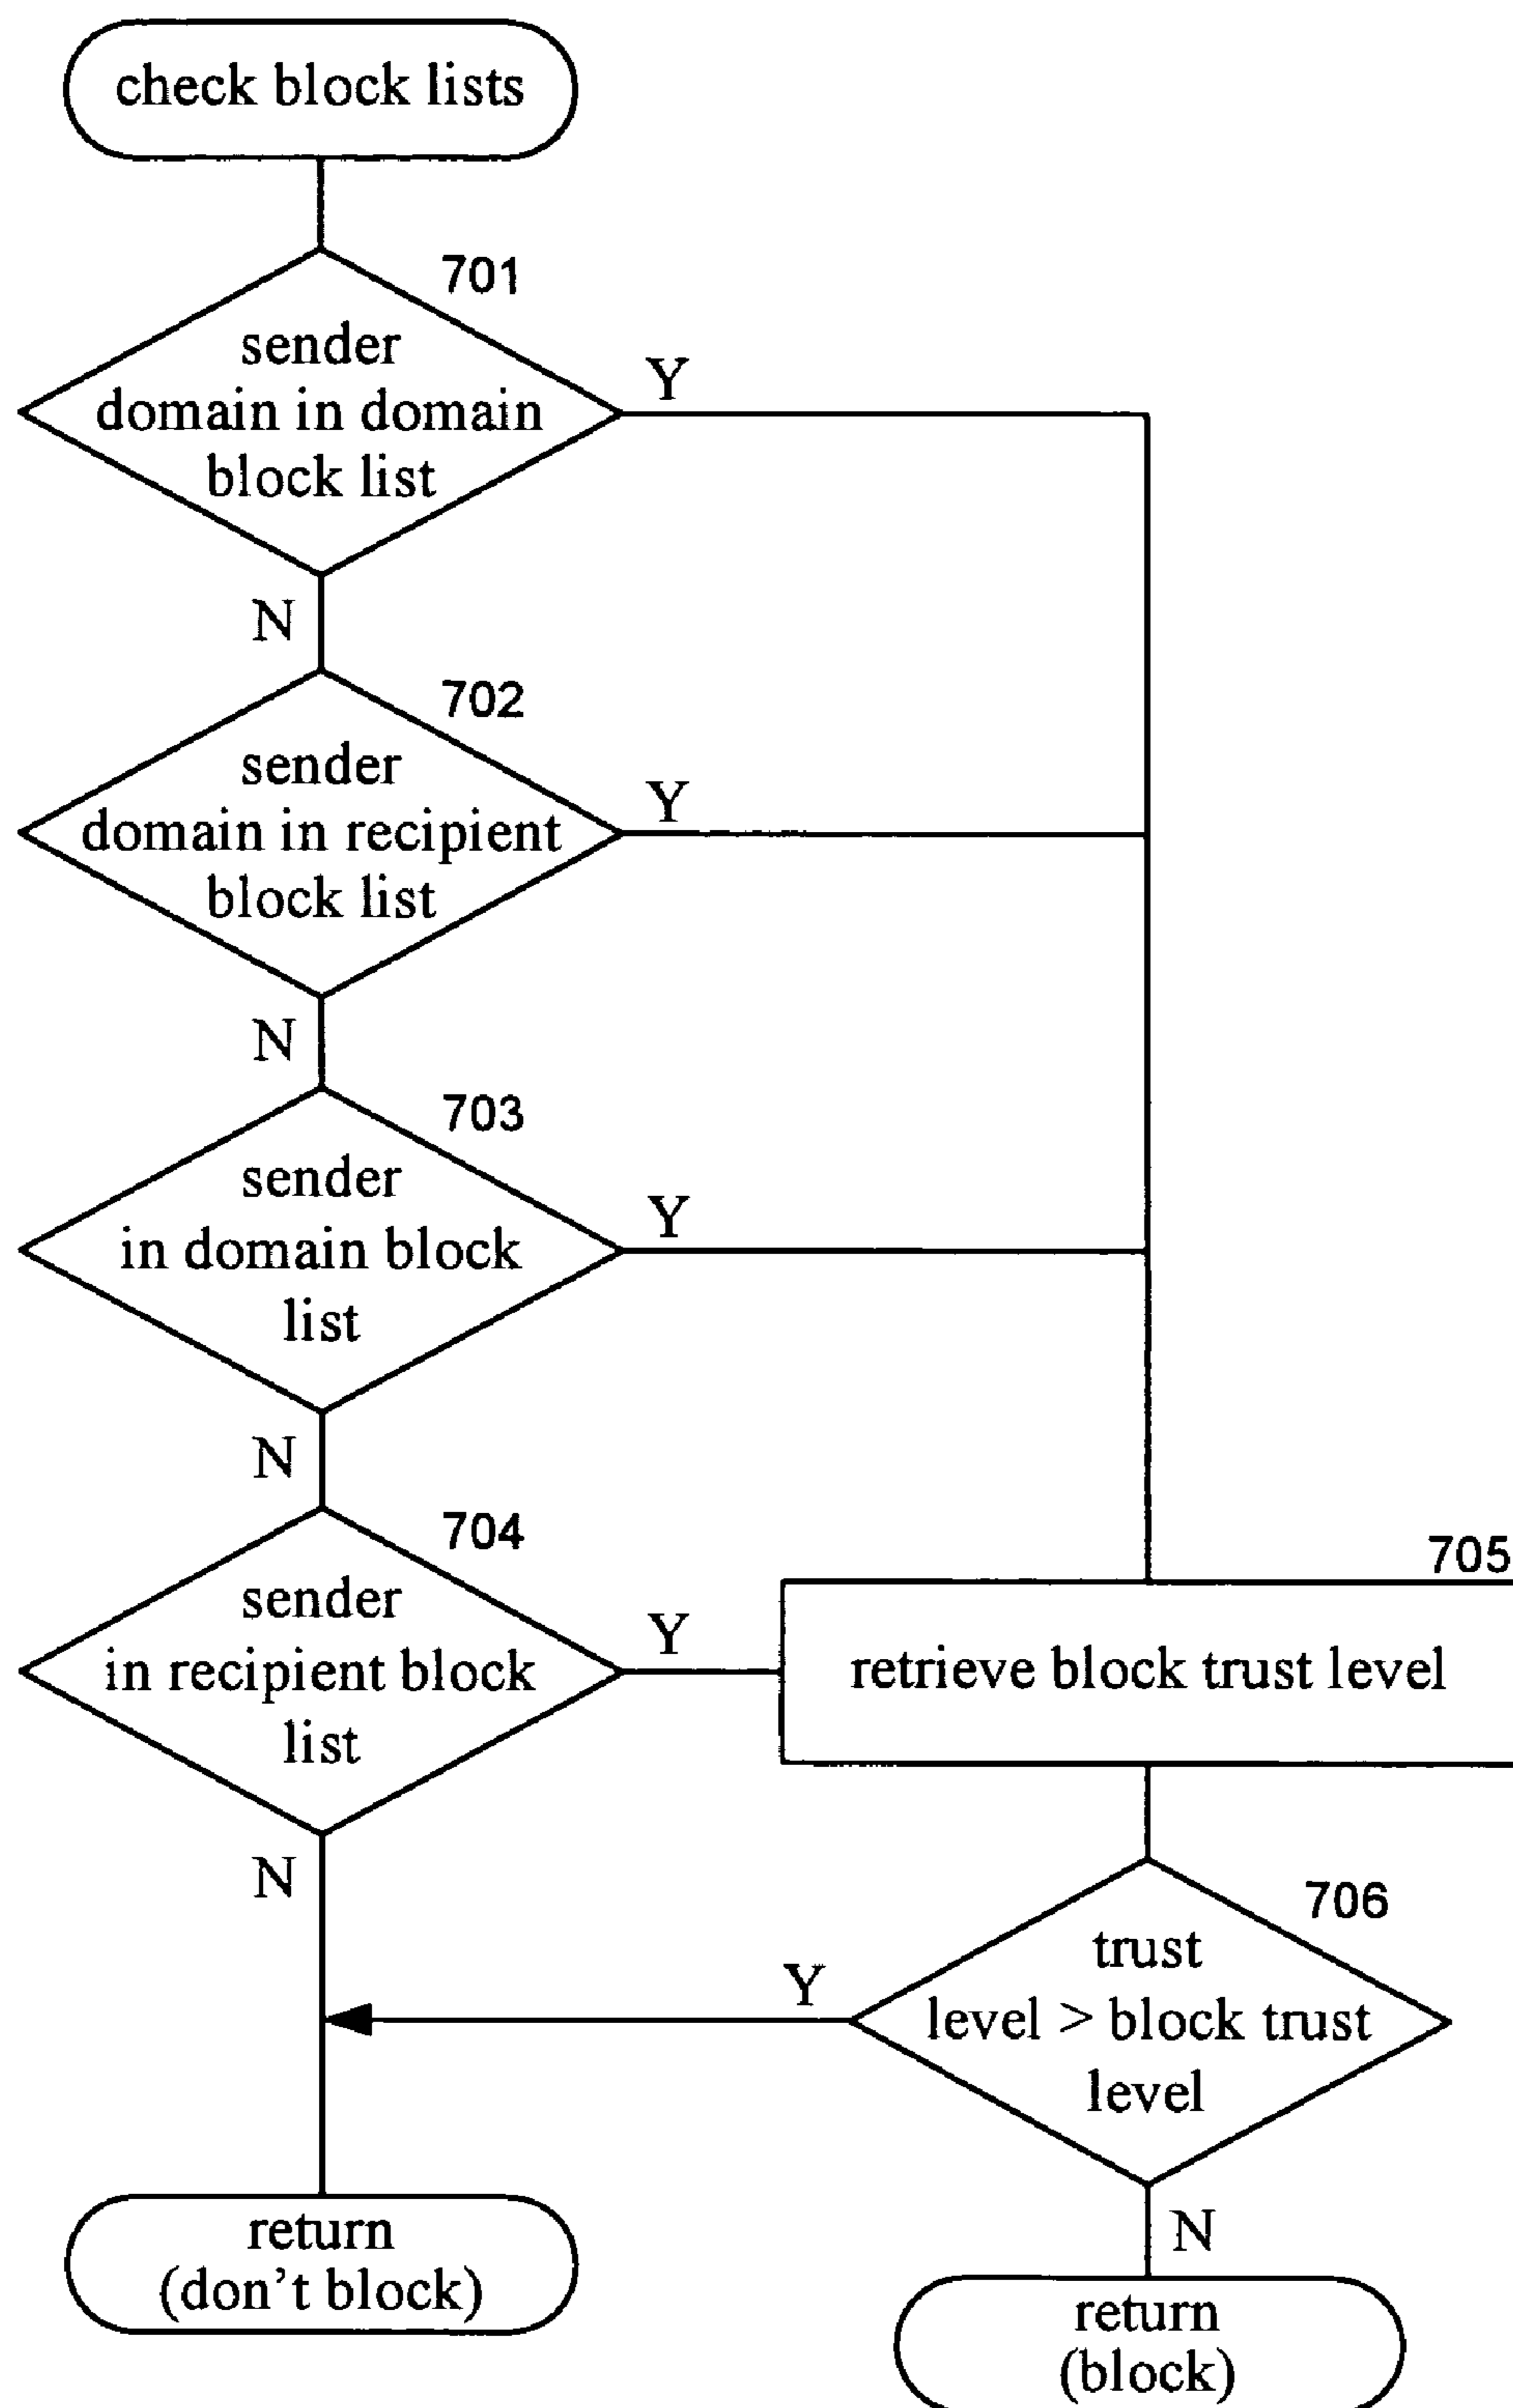 check block lists
701
sender
domain in domain
block list
Y
N
702
sender
domain in recipient
block list
Y
N
703
sender
in domain block
list
Y
N
704
sender
in recipient block
list
Y
N
705
retrieve block trust level
706
trust
level > block trust
level
Y
N
return
(don't block)
return
(block)